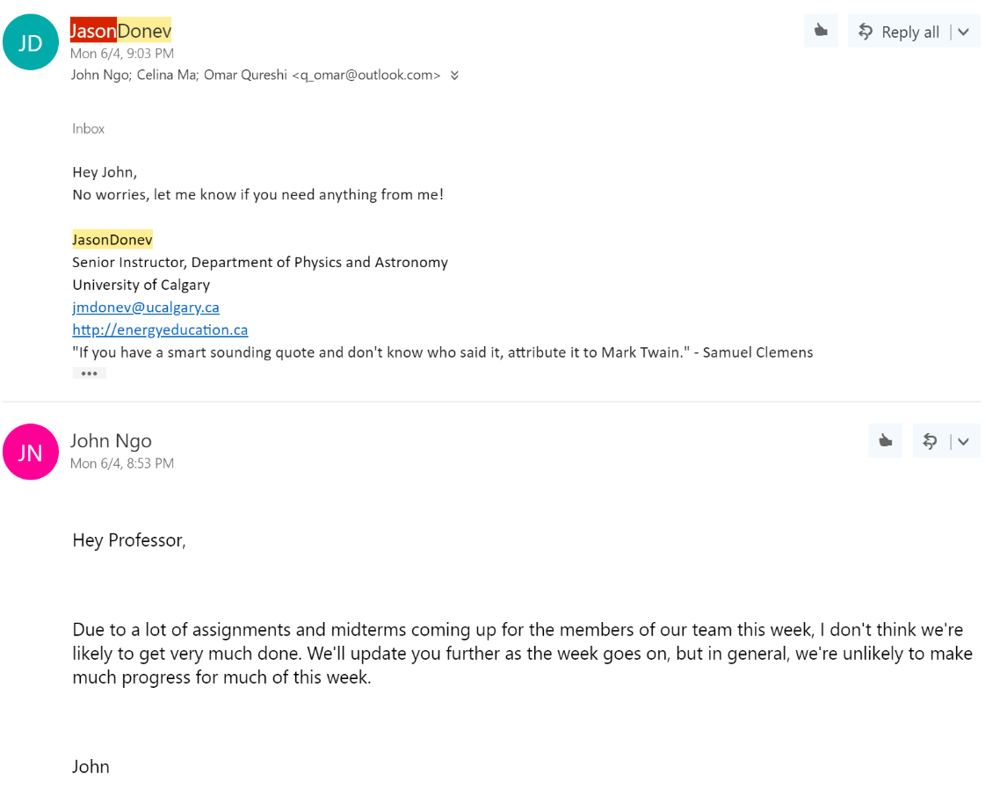 JD
JasonDonev
Mon 6/4, 9:03 PM
John Ngo; Celina Ma; Omar Qureshi <q_omar@outlook.com>
Reply all
Inbox
Hey John,
No worries, let me know if you need anything from me!
JasonDonev
Senior Instructor, Department of Physics and Astronomy
University of Calgary
jmdonev@ucalgary.ca
http://energyeducation.ca
"If you have a smart sounding quote and don't know who said it, attribute it to Mark Twain." - Samuel Clemens
•••
JN
John Ngo
Mon 6/4, 8:53 PM
Hey Professor,
Due to a lot of assignments and midterms coming up for the members of our team this week, I don't think we're
likely to get very much done. We'll update you further as the week goes on, but in general, we're unlikely to make
much progress for much of this week.
John